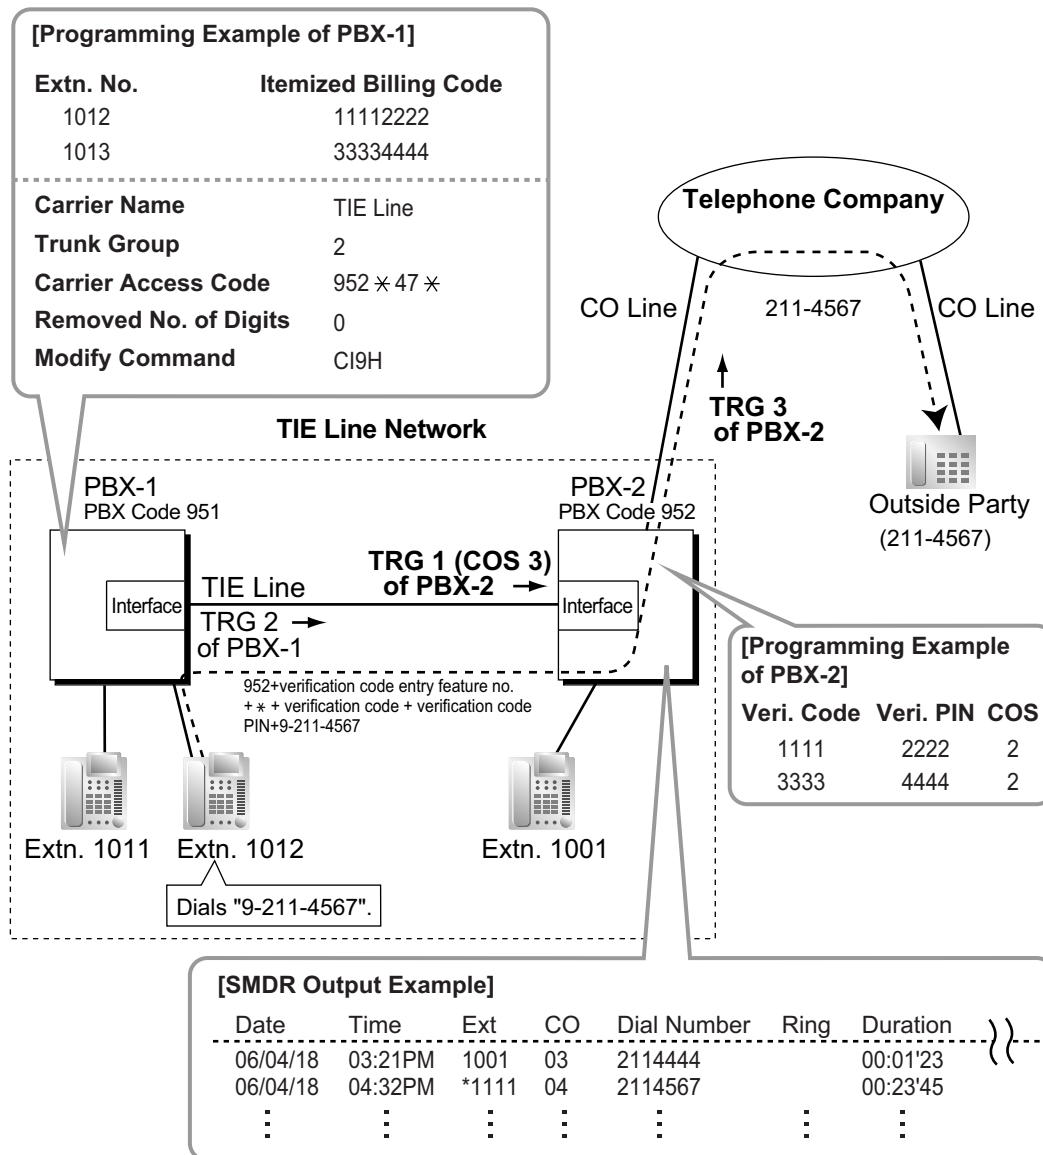 [Programming Example of PBX-1]
Extn. No. Itemized Billing Code
1012 11112222
1013 33334444
Carrier Name TIE Line
Trunk Group 2
Carrier Access Code 952 * 47 *
Removed No. of Digits 0
Modify Command CI9H
Telephone Company
CO Line 211-4567 CO Line
TRG 3
of PBX-2
Outside Party
(211-4567)
TIE Line Network
PBX-1
PBX Code 951
PBX-2
PBX Code 952
Interface
TIE Line
TRG 2 →
of PBX-1
TRG 1 (COS 3)
of PBX-2 →
Interface
952+verification code entry feature no.
+ * + verification code + verification code
PIN+9-211-4567
[Programming Example
of PBX-2]
Veri. Code Veri. PIN COS
1111 2222 2
3333 4444 2
Extn. 1011 Extn. 1012 Extn. 1001
Dials "9-211-4567".
[SMDR Output Example]
Date Time Ext CO Dial Number Ring Duration
06/04/18 03:21PM 1001 03 2114444 00:01'23
06/04/18 04:32PM *1111 04 2114567 00:23'45